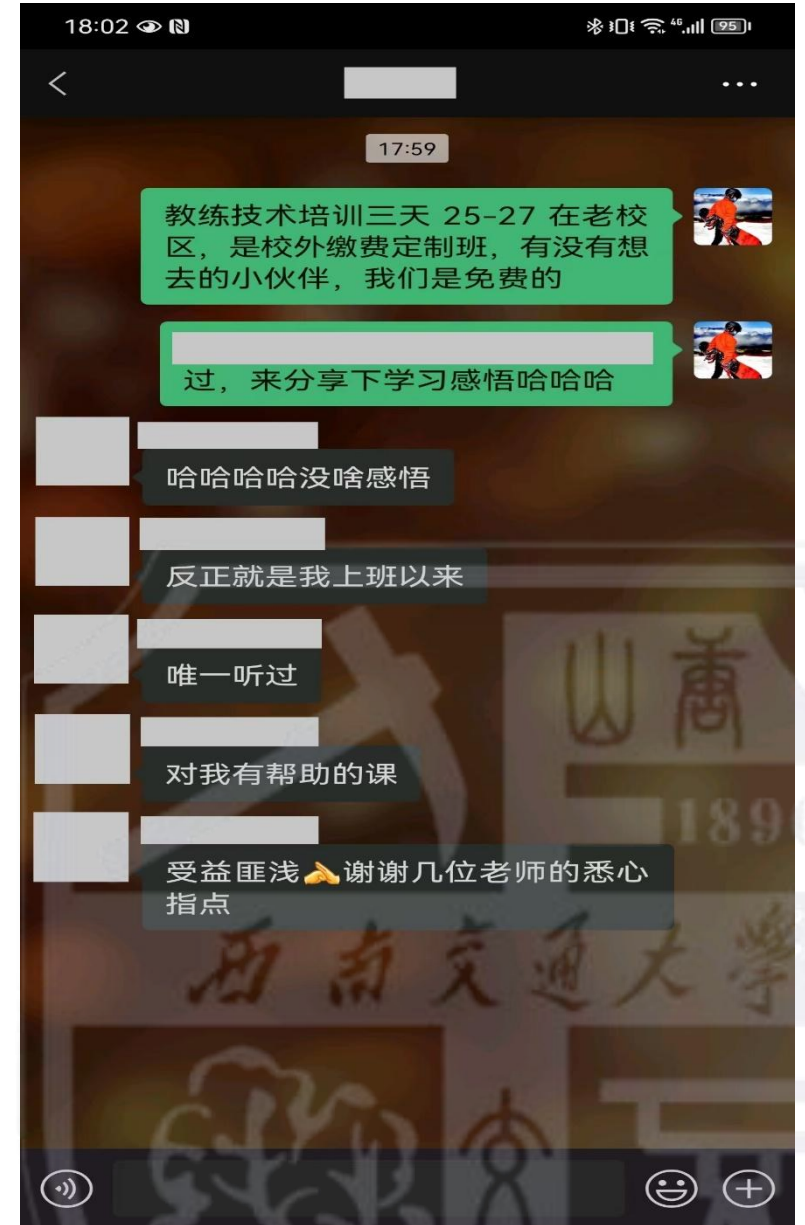 18:02
4G
95
17:59
教练技术培训三天 25-27 在老校
区，是校外缴费定制班，有没有想
去的小伙伴，我们是免费的
过，来分享下学习感悟哈哈哈
哈哈哈哈没啥感悟
反正就是我上班以来
唯一听过
对我有帮助的课
受益匪浅🫴谢谢几位老师的悉心
指点
山 唐
1896
西南交通大學